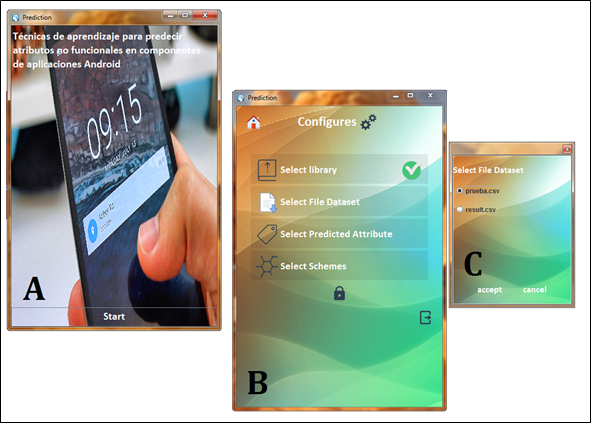 Prediction
Técnicas de aprendizaje para predecir
atributos no funcionales en componentes
de aplicaciones Android
09:15
A
Start
Prediction
Configures
Select library
Select File Dataset
Select Predicted Attribute
Select Schemes
B
Select File Dataset
prueba.csv
result.csv
C
accept
cancel